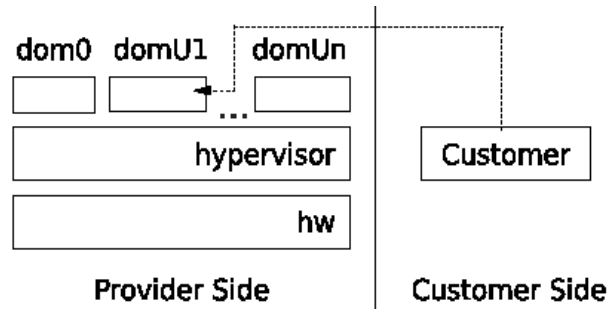 dom0 domU1 domUn
...
hypervisor
Customer
hw
Provider Side
Customer Side